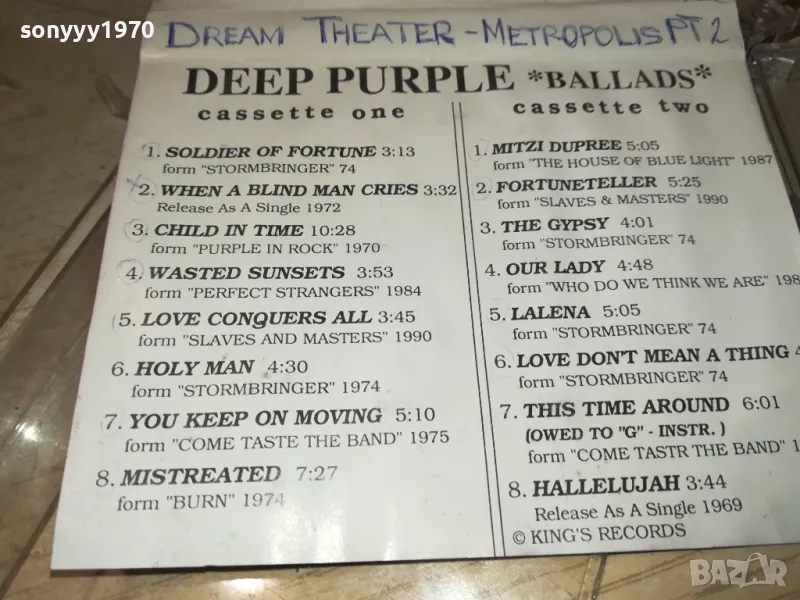 sonyyy1970
DREAM THEATER - METROPOLIS PT 2
DEEP PURPLE *BALLADS*
cassette one
1. SOLDIER OF FORTUNE 3:13
form "STORMBRINGER" 74
2. WHEN A BLIND MAN CRIES 3:32
Release As A Single 1972
3. CHILD IN TIME 10:28
form "PURPLE IN ROCK" 1970
4. WASTED SUNSETS 3:53
form "PERFECT STRANGERS" 1984
5. LOVE CONQUERS ALL 3:45
form "SLAVES AND MASTERS" 1990
6. HOLY MAN 4:30
form "STORMBRINGER" 1974
7. YOU KEEP ON MOVING 5:10
form "COME TASTE THE BAND" 1975
8. MISTREATED 7:27
form "BURN" 1974
cassette two
1. MITZI DUPREE 5:05
form "THE HOUSE OF BLUE LIGHT" 1987
2. FORTUNETELLER 5:25
form "SLAVES & MASTERS" 1990
3. THE GYPSY 4:01
form "STORMBRINGER" 74
4. OUR LADY 4:48
form "WHO DO WE THINK WE ARE" 198
5. LALENA 5:05
form "STORMBRINGER" 74
6. LOVE DON'T MEAN A THING 4
form "STORMBRINGER" 74
7. THIS TIME AROUND 6:01
(OWED TO "G" - INSTR. )
form "COME TASTR THE BAND" 1
8. HALLELUJAH 3:44
Release As A Single 1969
© KING'S RECORDS
BAZAR
bg